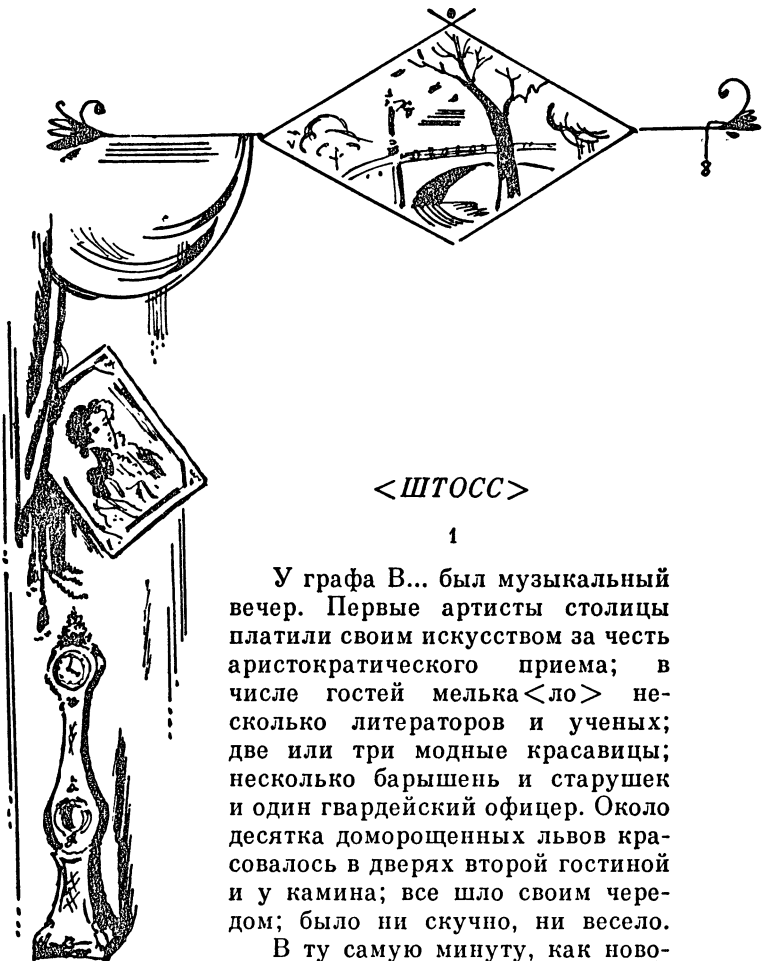 <ШТОСС>
1
У графа В... был музыкальный
вечер. Первые артисты столицы
платили своим искусством за честь
аристократического приема; в
числе гостей мелька<ло> не-
сколько литераторов и ученых;
две или три модные красавицы;
несколько барышень и старушек
и один гвардейский офицер. Около
десятка доморощенных львов кра-
совалось в дверях второй гостиной
и у камина; все шло своим чере-
дом; было ни скучно, ни весело.
В ту самую минуту, как ново-